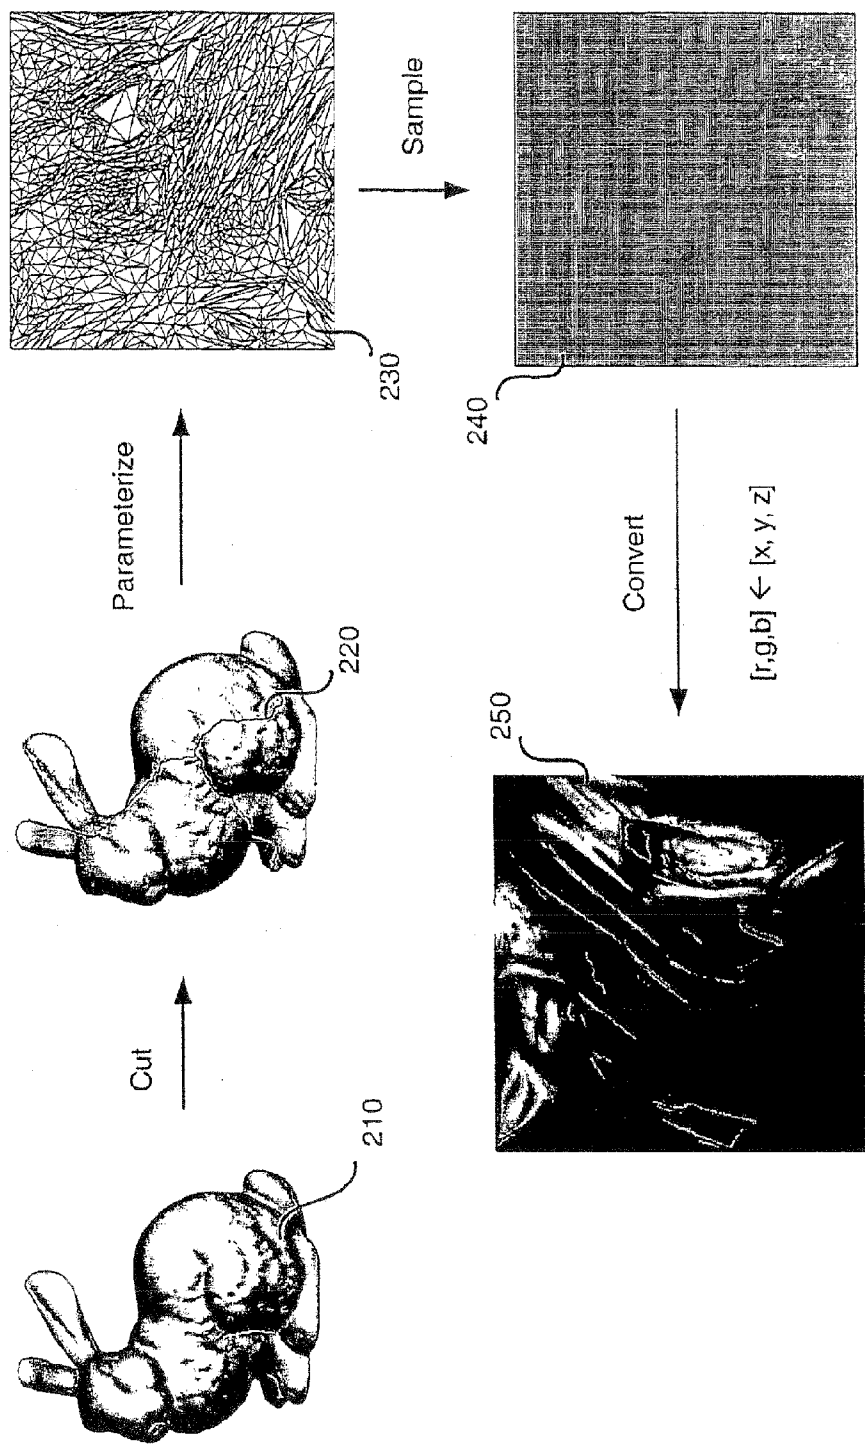 Cut
210
220
Parameterize
230
Sample
240
Convert
[r,g,b] ← [x, y, z]
250